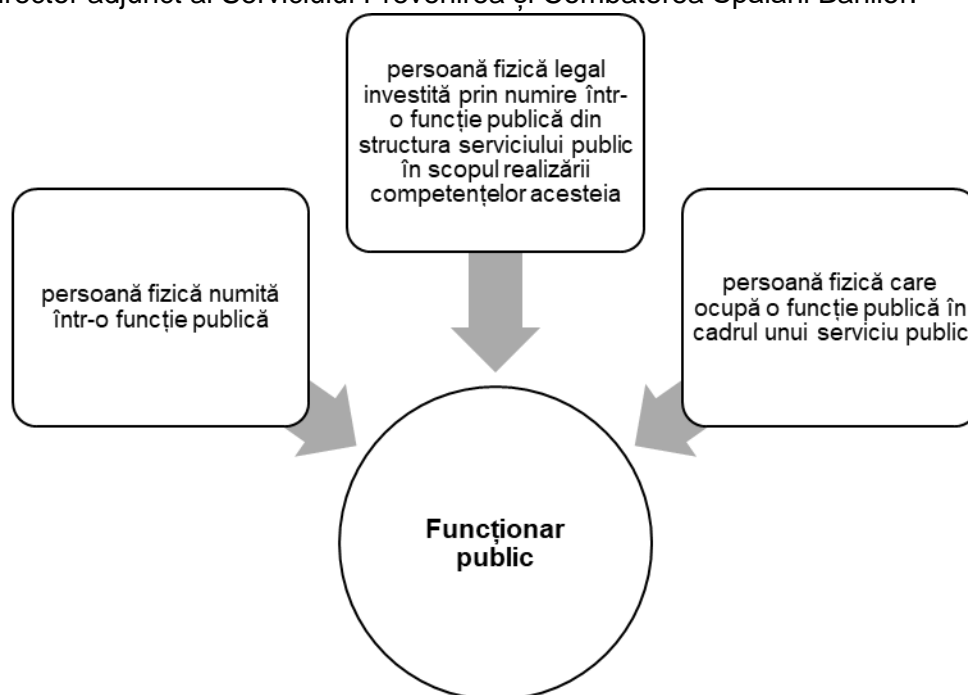 adjunct al Serviciului Prevenirea și Combaterea Spălării Banilor.
persoană fizică legal
investită prin numire într-
o funcție publică din
structura serviciului public
în scopul realizării
competențelor acesteia
persoană fizică numită
într-o funcție publică
persoană fizică care
ocupă o funcție publică în
cadrul unui serviciu public
Funcționar
public